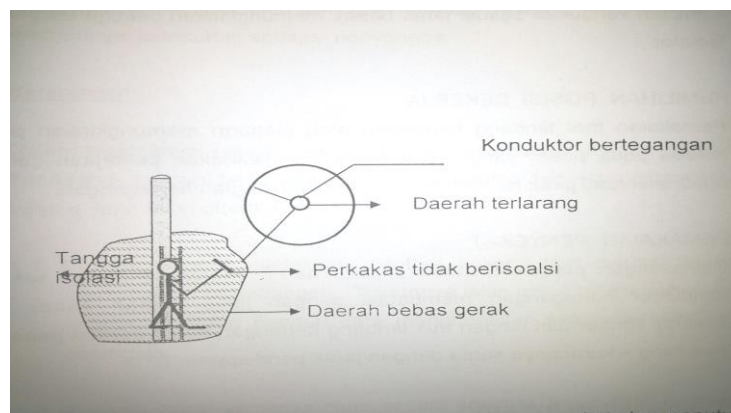 Konduktor bertegangan
Daerah terlarang
Tangga
isolasi
Perkakas tidak berisoalsi
Daerah bebas gerak